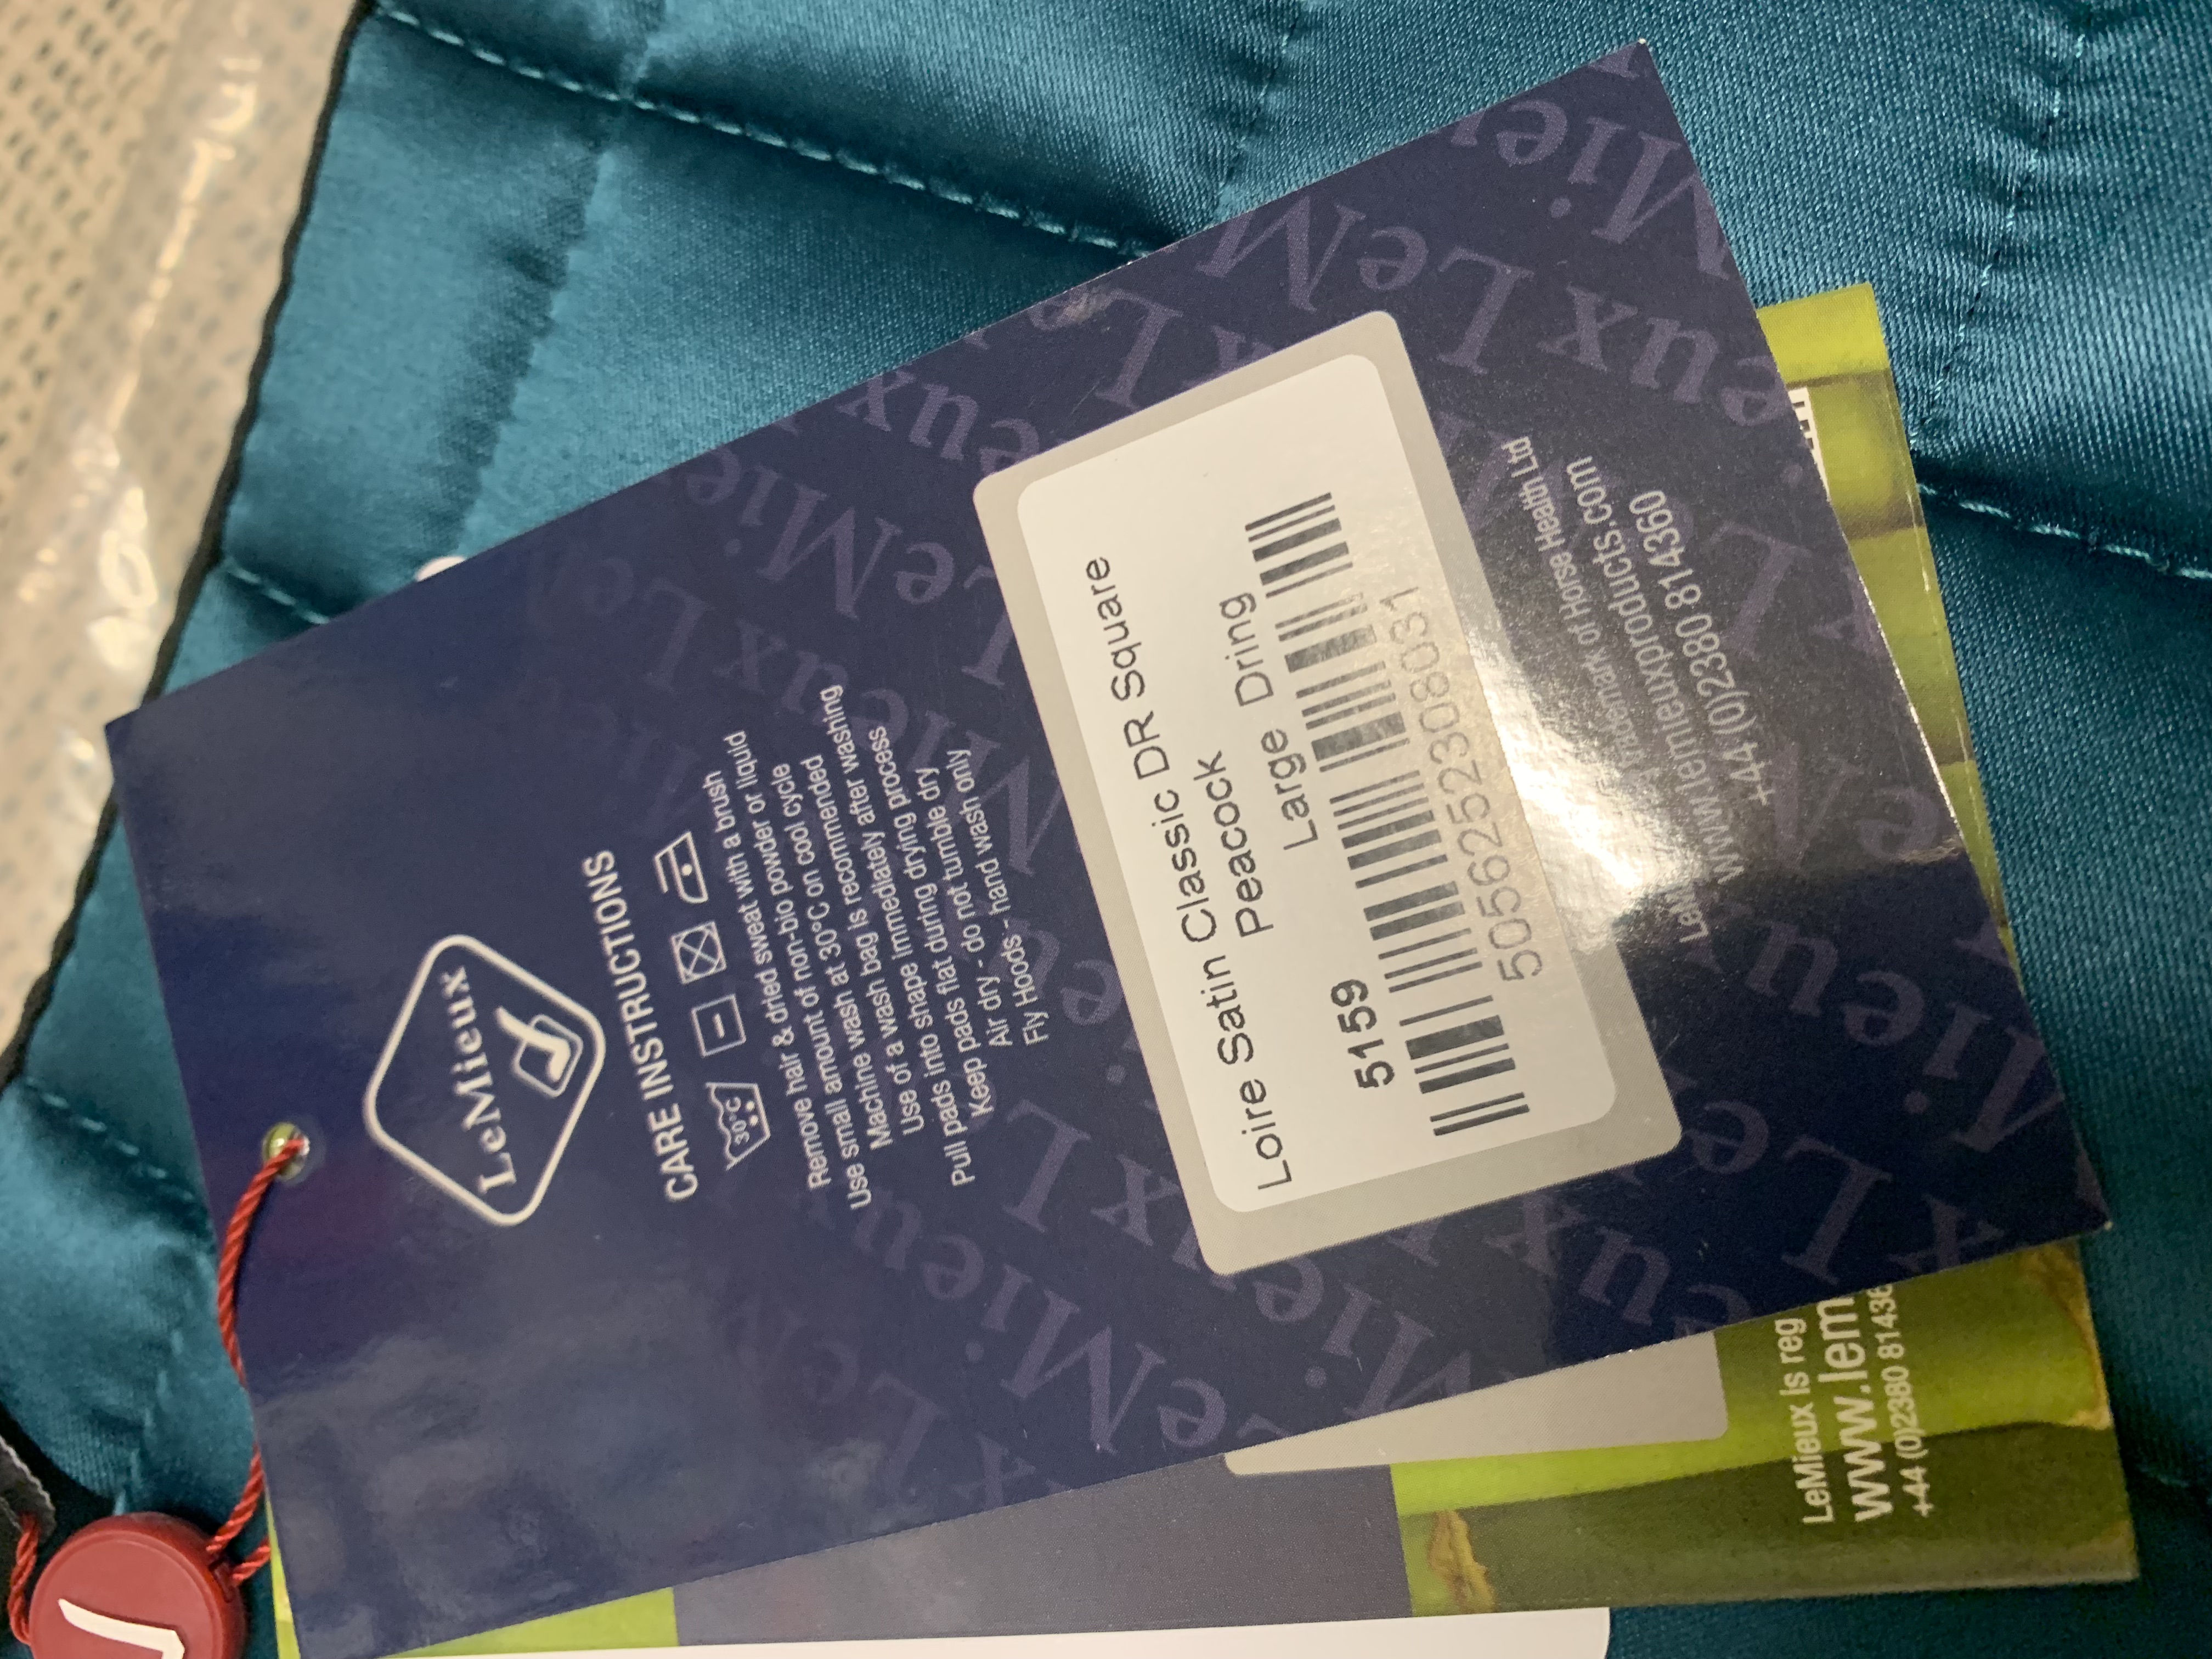 LeMieux
CARE INSTRUCTIONS
30°C
Remove hair & dried sweat with a brush
Use small amount of non-bio powder or liquid
Machine wash at 30°C on cool cycle
Use of a wash bag is recommended
Pull pads into shape immediately after washing
Keep pads flat during drying process
Air dry - do not tumble dry
Fly Hoods - hand wash only
Loire Satin Classic DR Square
Peacock
5159 Large Dring
5056252308031
trademark of Horse Health Ltd
www.lemieuxproducts.com
+44 (0)2380 814360
LeMieux is reg
www.lem
+44 (0)2380 81436